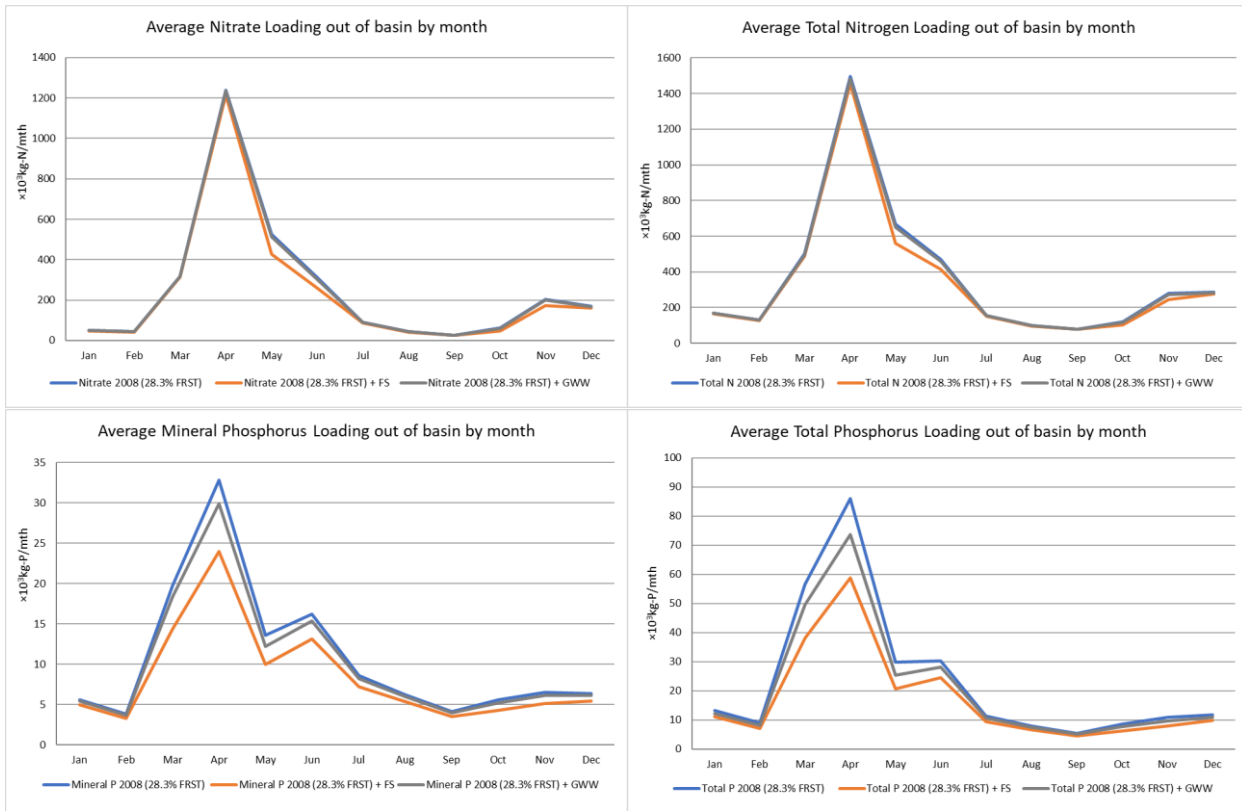 Average Nitrate Loading out of basin by month
1400
1200
1000
800
600
400
200
0
×10³kg-N/mth
Jan Feb Mar Apr May Jun Jul Aug Sep Oct Nov Dec
Nitrate 2008 (28.3% FRST) Nitrate 2008 (28.3% FRST) + FS Nitrate 2008 (28.3% FRST) + GWW
Average Total Nitrogen Loading out of basin by month
1600
1400
1200
1000
800
600
400
200
0
×10³kg-N/mth
Jan Feb Mar Apr May Jun Jul Aug Sep Oct Nov Dec
Total N 2008 (28.3% FRST) Total N 2008 (28.3% FRST) + FS Total N 2008 (28.3% FRST) + GWW
Average Mineral Phosphorus Loading out of basin by month
35
30
25
20
15
10
5
0
×10³kg-P/mth
Jan Feb Mar Apr May Jun Jul Aug Sep Oct Nov Dec
Mineral P 2008 (28.3% FRST) Mineral P 2008 (28.3% FRST) + FS Mineral P 2008 (28.3% FRST) + GWW
Average Total Phosphorus Loading out of basin by month
100
90
80
70
60
50
40
30
20
10
0
×10³kg-P/mth
Jan Feb Mar Apr May Jun Jul Aug Sep Oct Nov Dec
Total P 2008 (28.3% FRST) Total P 2008 (28.3% FRST) + FS Total P 2008 (28.3% FRST) + GWW